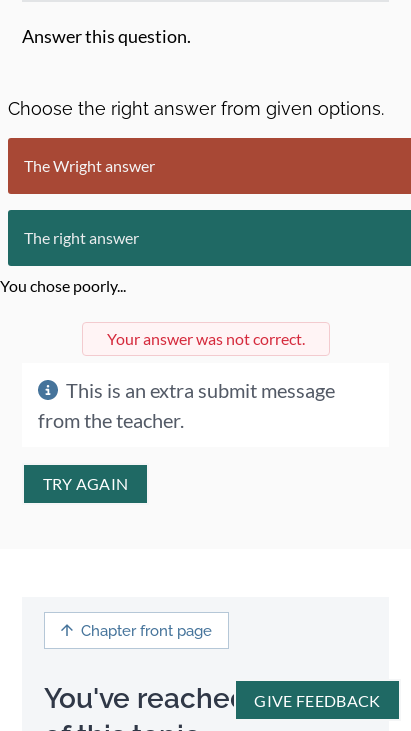 Answer this question.
Choose the right answer from given options.
The Wright answer
The right answer
You chose poorly...
Your answer was not correct.
This is an extra submit message
from the teacher.
TRY AGAIN
Chapter front page
You've reached
GIVE FEEDBACK
of this topic